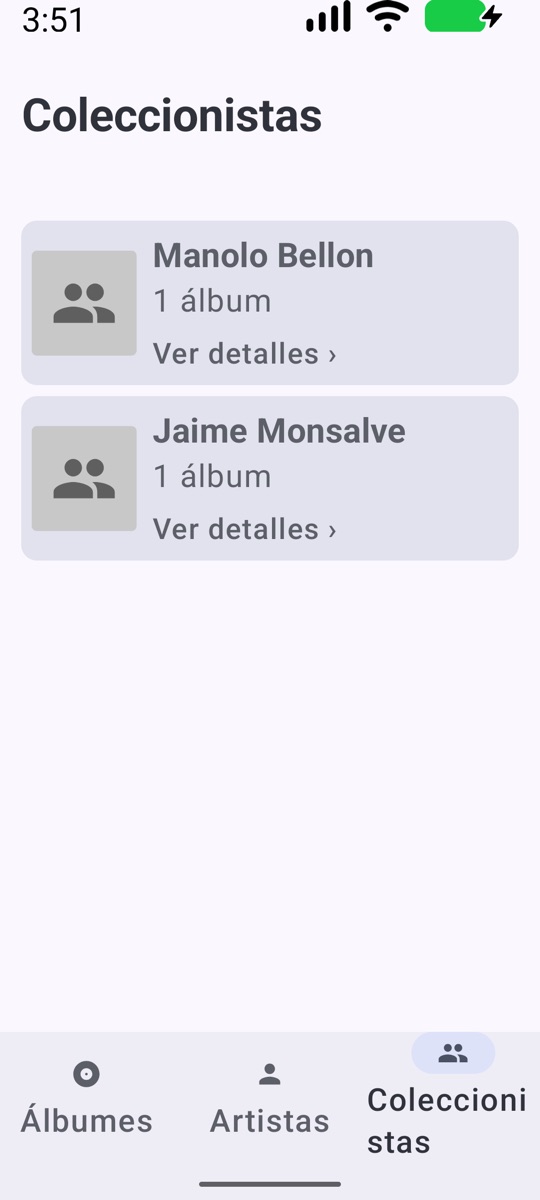 3:51
Coleccionistas
Manolo Bellon
1 álbum
Ver detalles ›
Jaime Monsalve
1 álbum
Ver detalles ›
Álbumes
Artistas
Coleccioni
stas